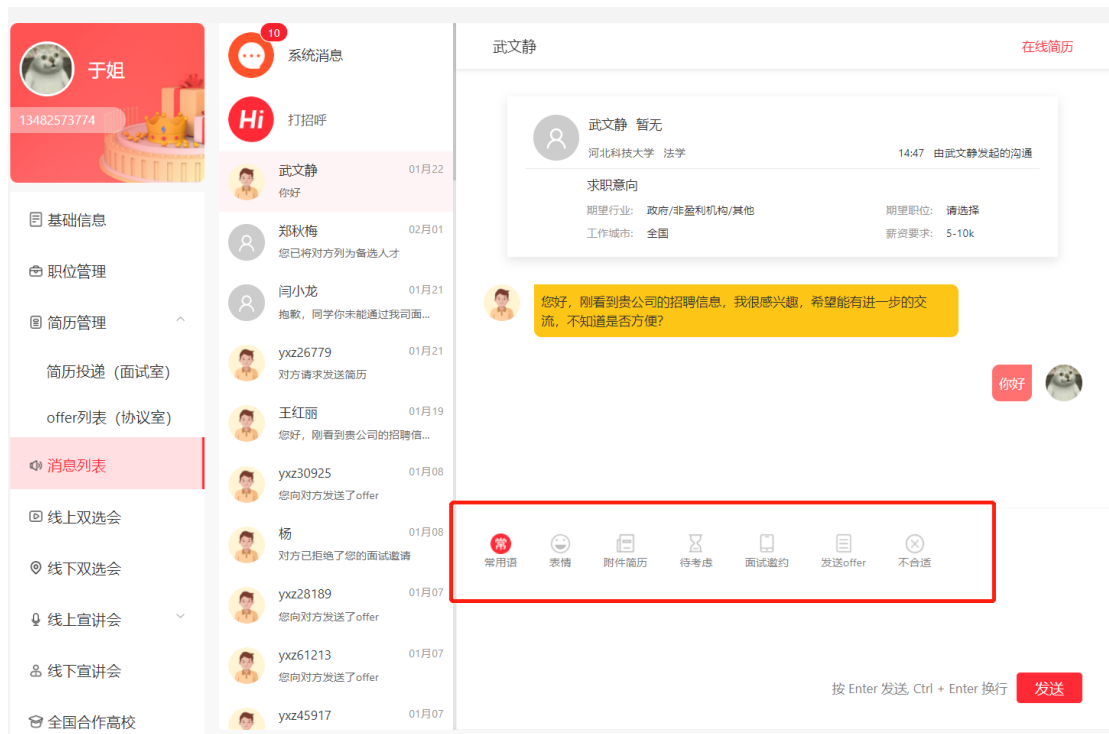 于姐
13482573774
基础信息
职位管理
简历管理
简历投递（面试室）
offer列表（协议室）
消息列表
线上双选会
线下双选会
线上宣讲会
线下宣讲会
全国合作高校
10
系统消息
Hi 打招呼
武文静 01月22
你好
郑秋梅 02月01
您已将对方列为备选人才
闫小龙 01月21
抱歉，同学你未能通过我司面...
yxz26779 01月21
对方请求发送简历
王红丽 01月19
您好，刚看到贵公司的招聘信...
yxz30925 01月08
您向对方发送了offer
杨 01月08
对方已拒绝了您的面试邀请
yxz28189 01月07
您向对方发送了offer
yxz61213 01月07
您向对方发送了offer
yxz45917 01月07
武文静 在线简历
武文静 暂无
河北科技大学 法学 14:47 由武文静发起的沟通
求职意向
期望行业: 政府/非盈利机构/其他 期望职位: 请选择
工作城市: 全国 薪资要求: 5-10k
您好，刚看到贵公司的招聘信息，我很感兴趣，希望能有进一步的交
流，不知道是否方便？
你好
常
常用语 表情 附件简历 待考虑 面试邀约 发送offer 不合适
按 Enter 发送, Ctrl + Enter 换行 发送